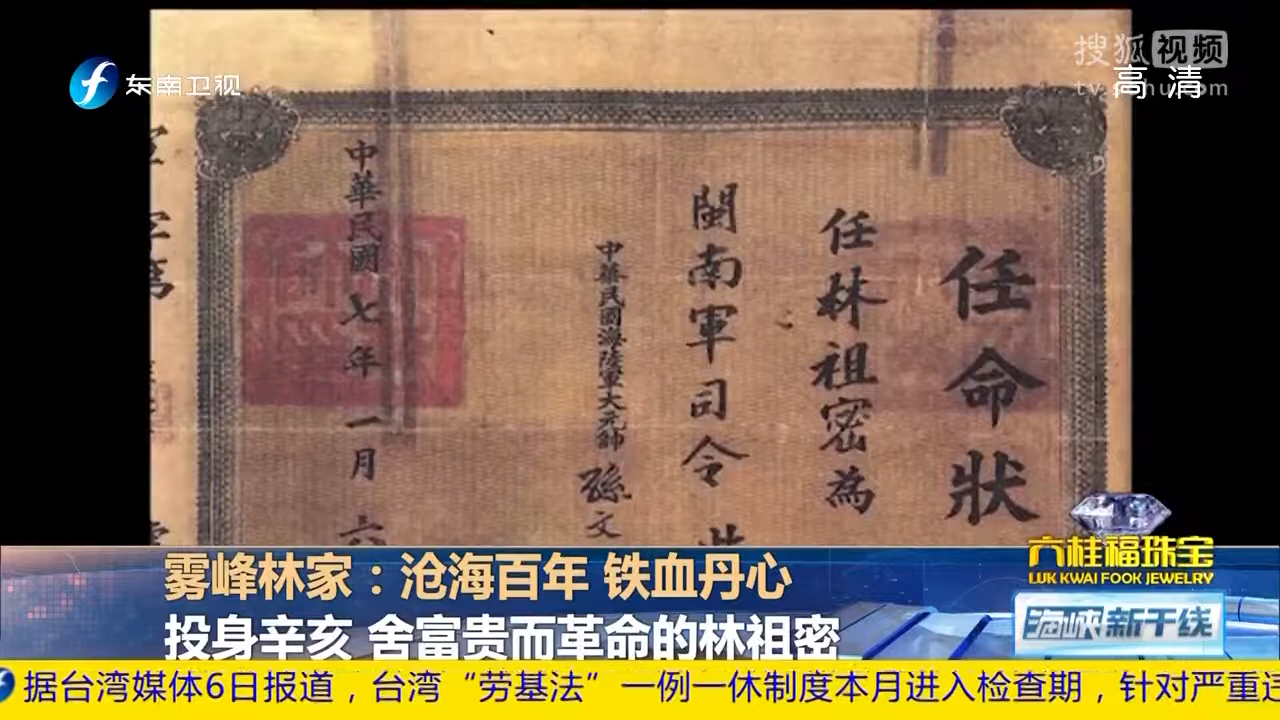 东南卫视
搜狐视频
高清
任命狀
任林祖密為
閩南軍司令
中華民國海陸軍大元帥孫文
中華民國七年一月六
六桂福珠宝
LUK KWAI FOOK JEWELRY
雾峰林家：沧海百年 铁血丹心
投身辛亥 舍富贵而革命的林祖密
海峡新干线
据台湾媒体6日报道，台湾“劳基法”一例一休制度本月进入检查期，针对严重